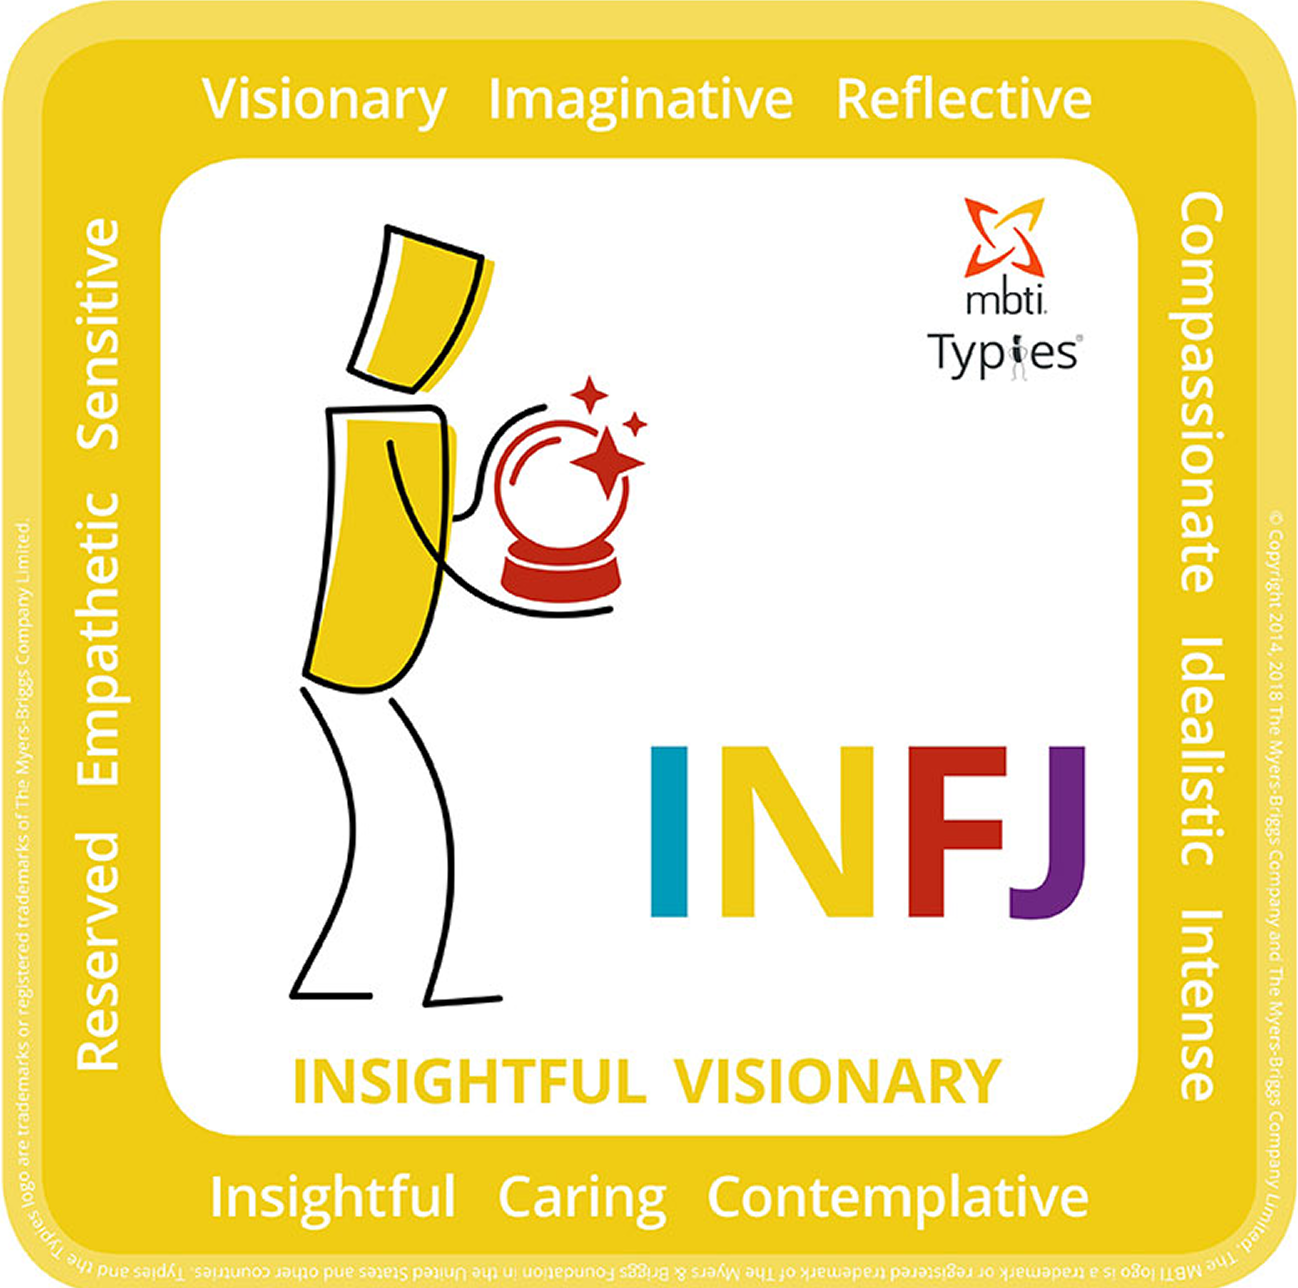 Visionary Imaginative Reflective
mbti
Typies®
Compassionate Idealistic Intense
Reserved Empathetic Sensitive
INFJ
INSIGHTFUL VISIONARY
Insightful Caring Contemplative
© Copyright 2014, 2018 The Myers-Briggs Company and The Myers-Briggs Company Limited. The MBTI logo is a trademark or registered trademark of The Myers & Briggs Foundation in the United States and other countries. Typies and the Typies logo are trademarks or registered trademarks of The Myers-Briggs Company Limited.